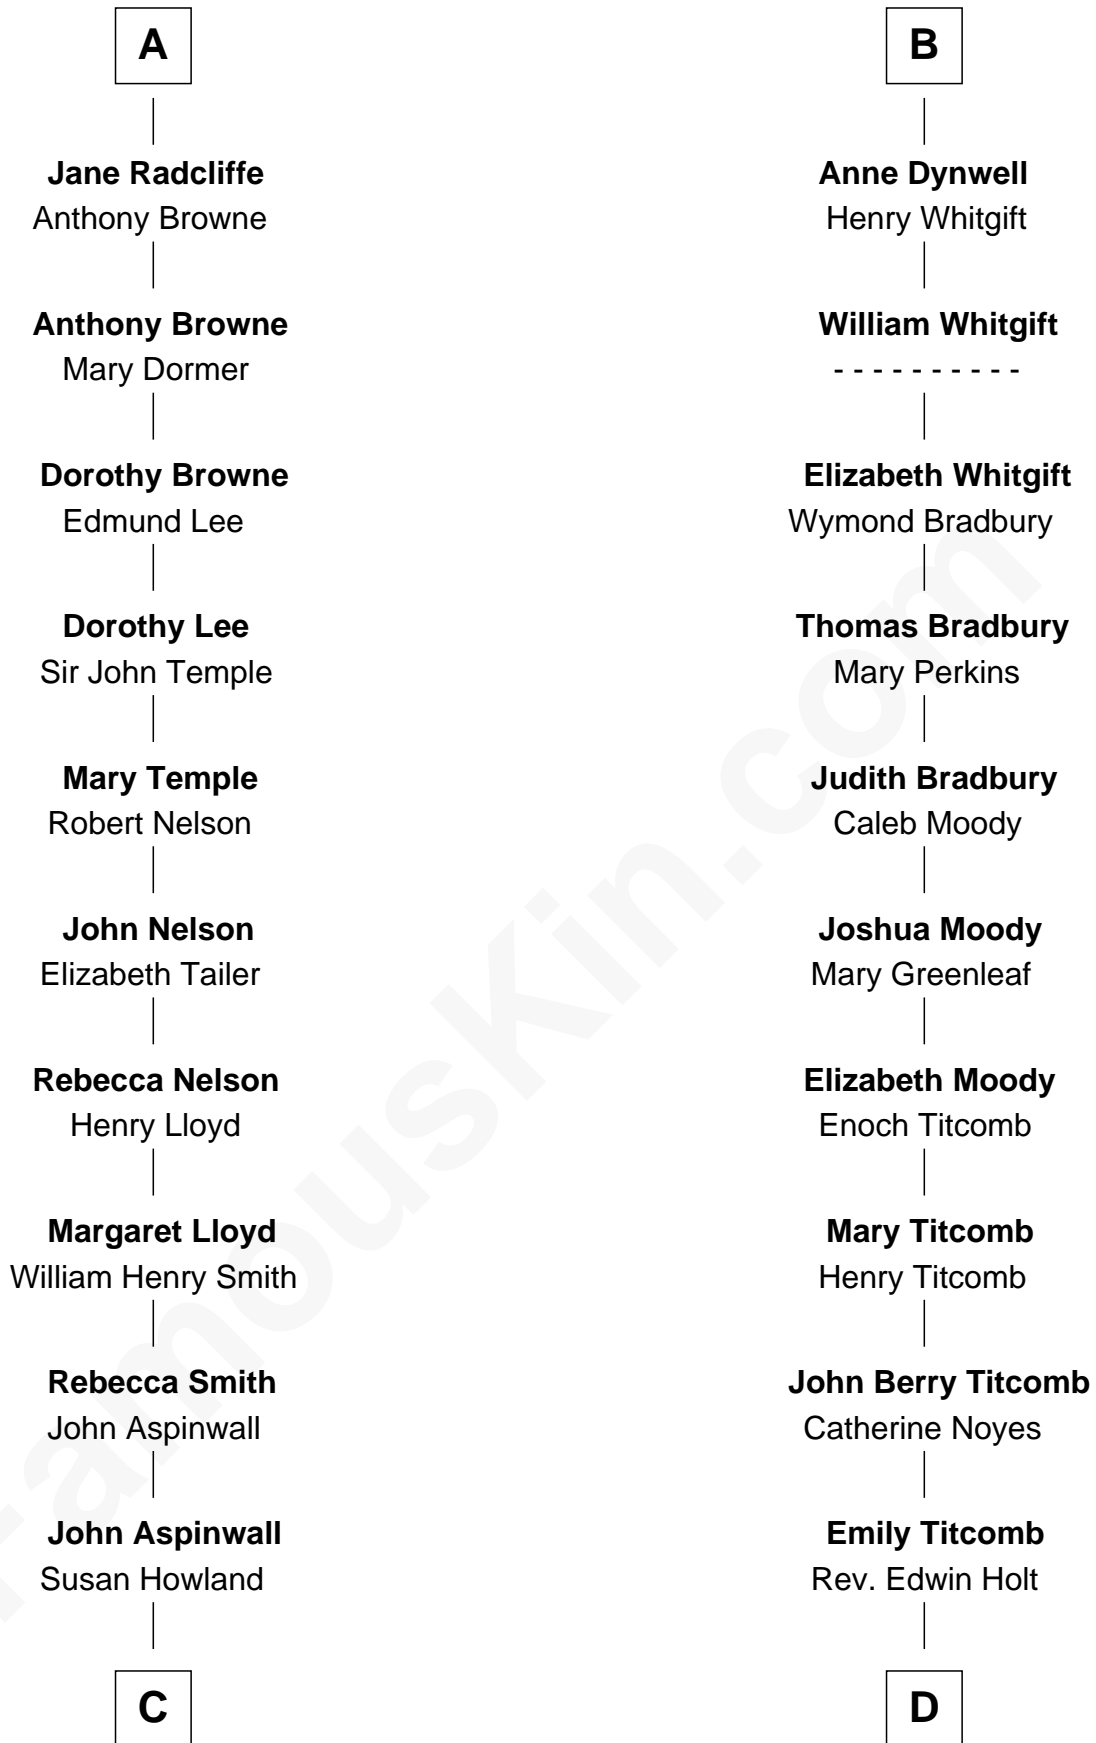 A
Jane Radcliffe
Anthony Browne
Anthony Browne
Mary Dormer
Dorothy Browne
Edmund Lee
Dorothy Lee
Sir John Temple
Mary Temple
Robert Nelson
John Nelson
Elizabeth Tailer
Rebecca Nelson
Henry Lloyd
Margaret Lloyd
William Henry Smith
Rebecca Smith
John Aspinwall
John Aspinwall
Susan Howland
C
B
Anne Dynwell
Henry Whitgift
William Whitgift
- - - - - - - - - -
Elizabeth Whitgift
Wymond Bradbury
Thomas Bradbury
Mary Perkins
Judith Bradbury
Caleb Moody
Joshua Moody
Mary Greenleaf
Elizabeth Moody
Enoch Titcomb
Mary Titcomb
Henry Titcomb
John Berry Titcomb
Catherine Noyes
Emily Titcomb
Rev. Edwin Holt
D
FamousKin.com